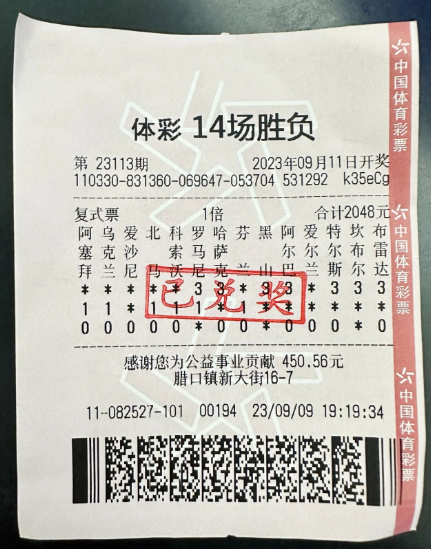 中国体育彩票
体彩 14场胜负
第 23113期 2023年09月11日开奖
110330-831360-069647-053704 531292 k35eCg
复式票 1倍 合计2048元
阿塞拜
乌克兰
爱沙尼
北马
科索沃
罗马尼
哈萨克
芬兰
黑山
阿尔巴
爱尔兰
特尔斯
坎布尔
布雷达
已兑奖
中国体育彩票
感谢您为公益事业贡献 450.56元
腊口镇新大街16-7
11--082527-101 00194 23/09/09 19:19:34
中国体育彩票